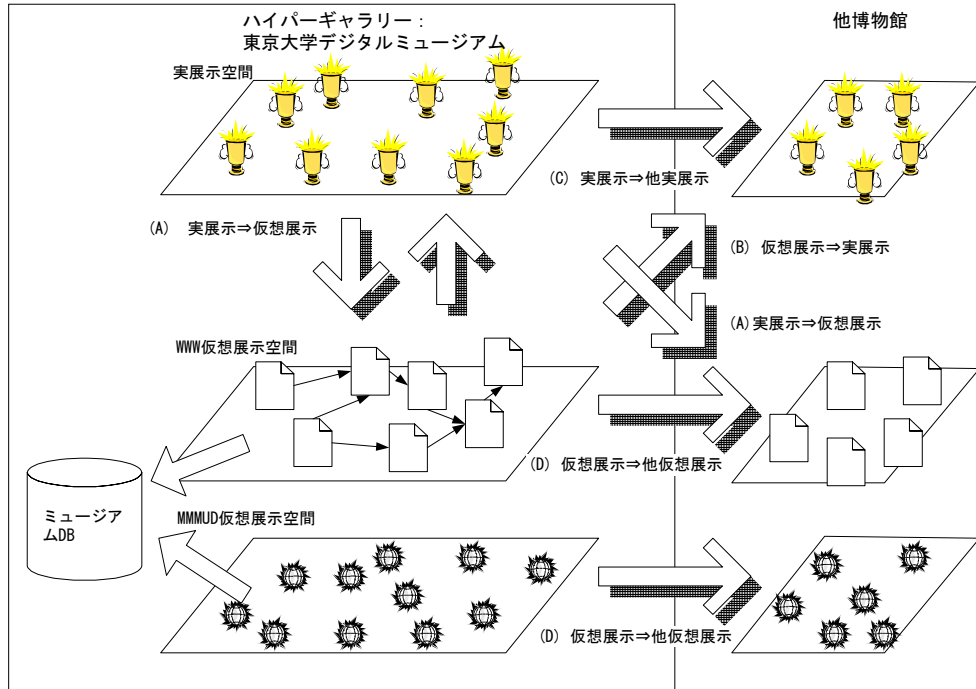 ハイパーギャラリー：
東京大学デジタルミュージアム
他博物館
実展示空間
(C) 実展示⇒他実展示
(A) 実展示⇒仮想展示
(B) 仮想展示⇒実展示
(A)実展示⇒仮想展示
WWW仮想展示空間
(D) 仮想展示⇒他仮想展示
ミュージア
ムDB
MMMUD仮想展示空間
(D) 仮想展示⇒他仮想展示